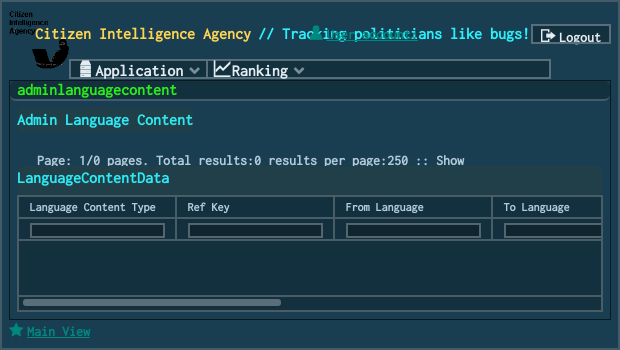 Citizen
Intelligence
Agency
Citizen Intelligence Agency // Tracking politicians like bugs!
Logout
Application
Ranking
adminlanguagecontent
Admin Language Content
Page: 1/0 pages. Total results:0 results per page:250 :: Show
LanguageContentData
Language Content Type
Ref Key
From Language
To Language
Main View